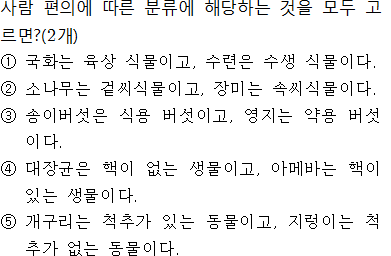 사람 편의에 따른 분류에 해당하는 것을 모두 고
르면?(2개)
① 국화는 육상 식물이고, 수련은 수생 식물이다.
② 소나무는 겉씨식물이고, 장미는 속씨식물이다.
③ 송이버섯은 식용 버섯이고, 영지는 약용 버섯
이다.
④ 대장균은 핵이 없는 생물이고, 아메바는 핵이
있는 생물이다.
⑤ 개구리는 척추가 있는 동물이고, 지렁이는 척
추가 없는 동물이다.